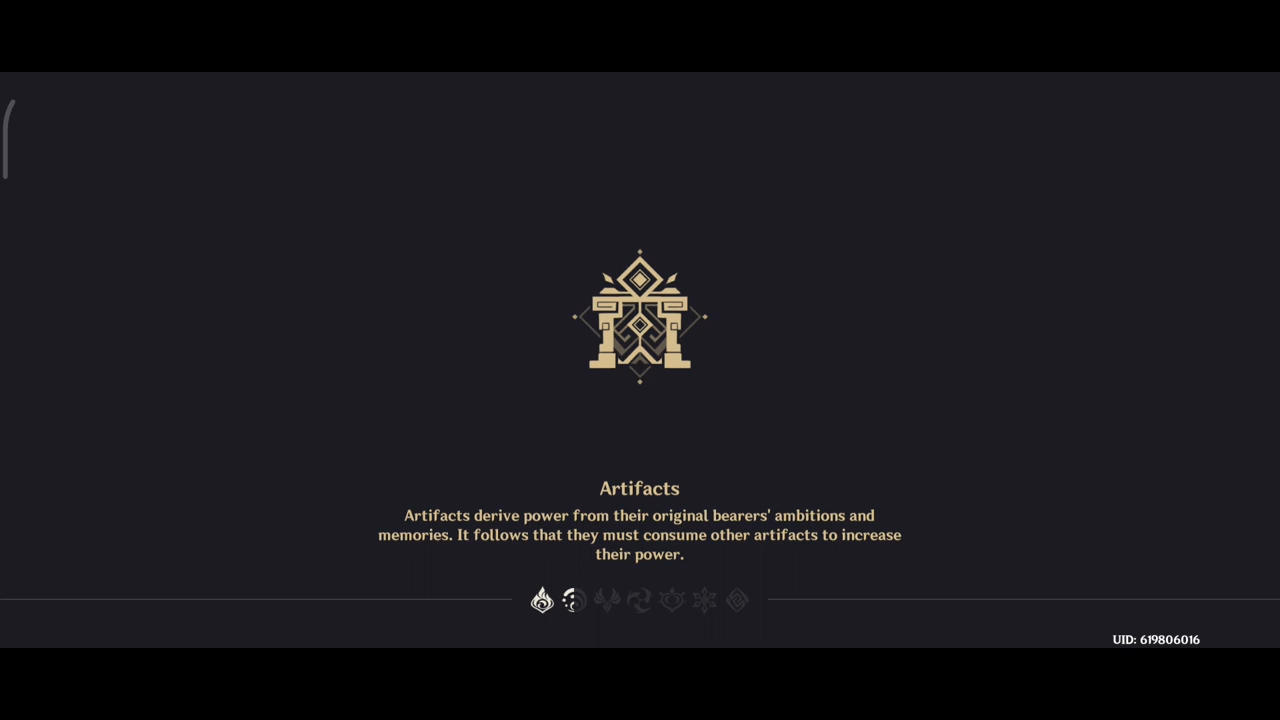 Artifacts
Artifacts derive power from their original bearers' ambitions and
memories. It follows that they must consume other artifacts to increase
their power.
UID: 619806016